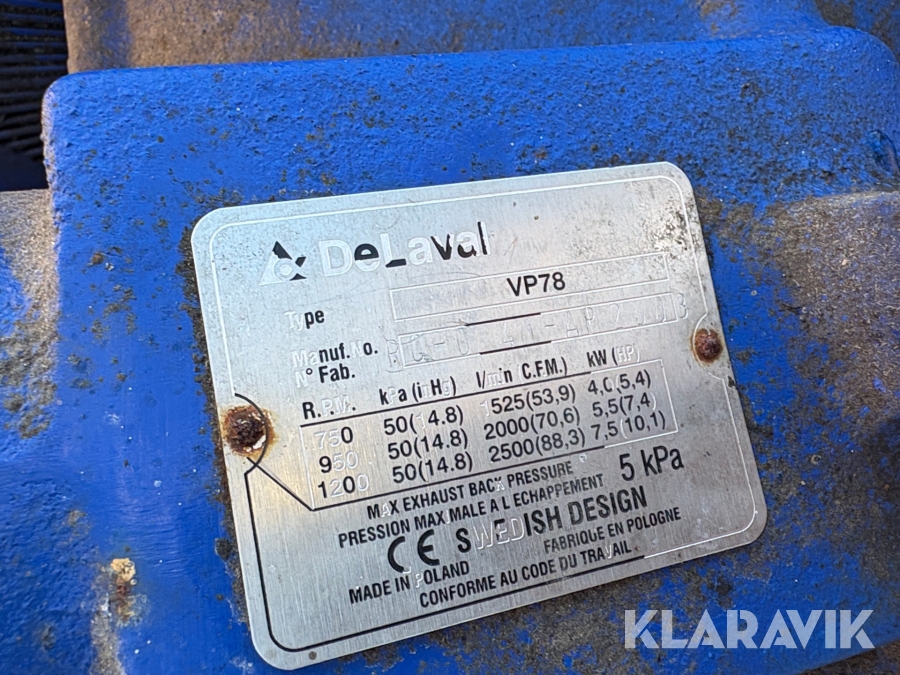 DeLaval
Type VP78
Manuf. No.
N° Fab.
R.P.M. kPa (in Hg) l/min (C.F.M.) kW (HP)
750 50(14.8) 1525(53,9) 4,0(5,4)
950 50(14.8) 2000(70,6) 5,5(7,4)
1200 50(14.8) 2500(88,3) 7,5(10,1)
MAX EXHAUST BACK PRESSURE
PRESSION MAX MALE A L'ECHAPPEMENT 5 kPa
CE SWEDISH DESIGN
MADE IN POLAND FABRIQUE EN POLOGNE
CONFORME AU CODE DU TRAVAIL
KLARAVIK